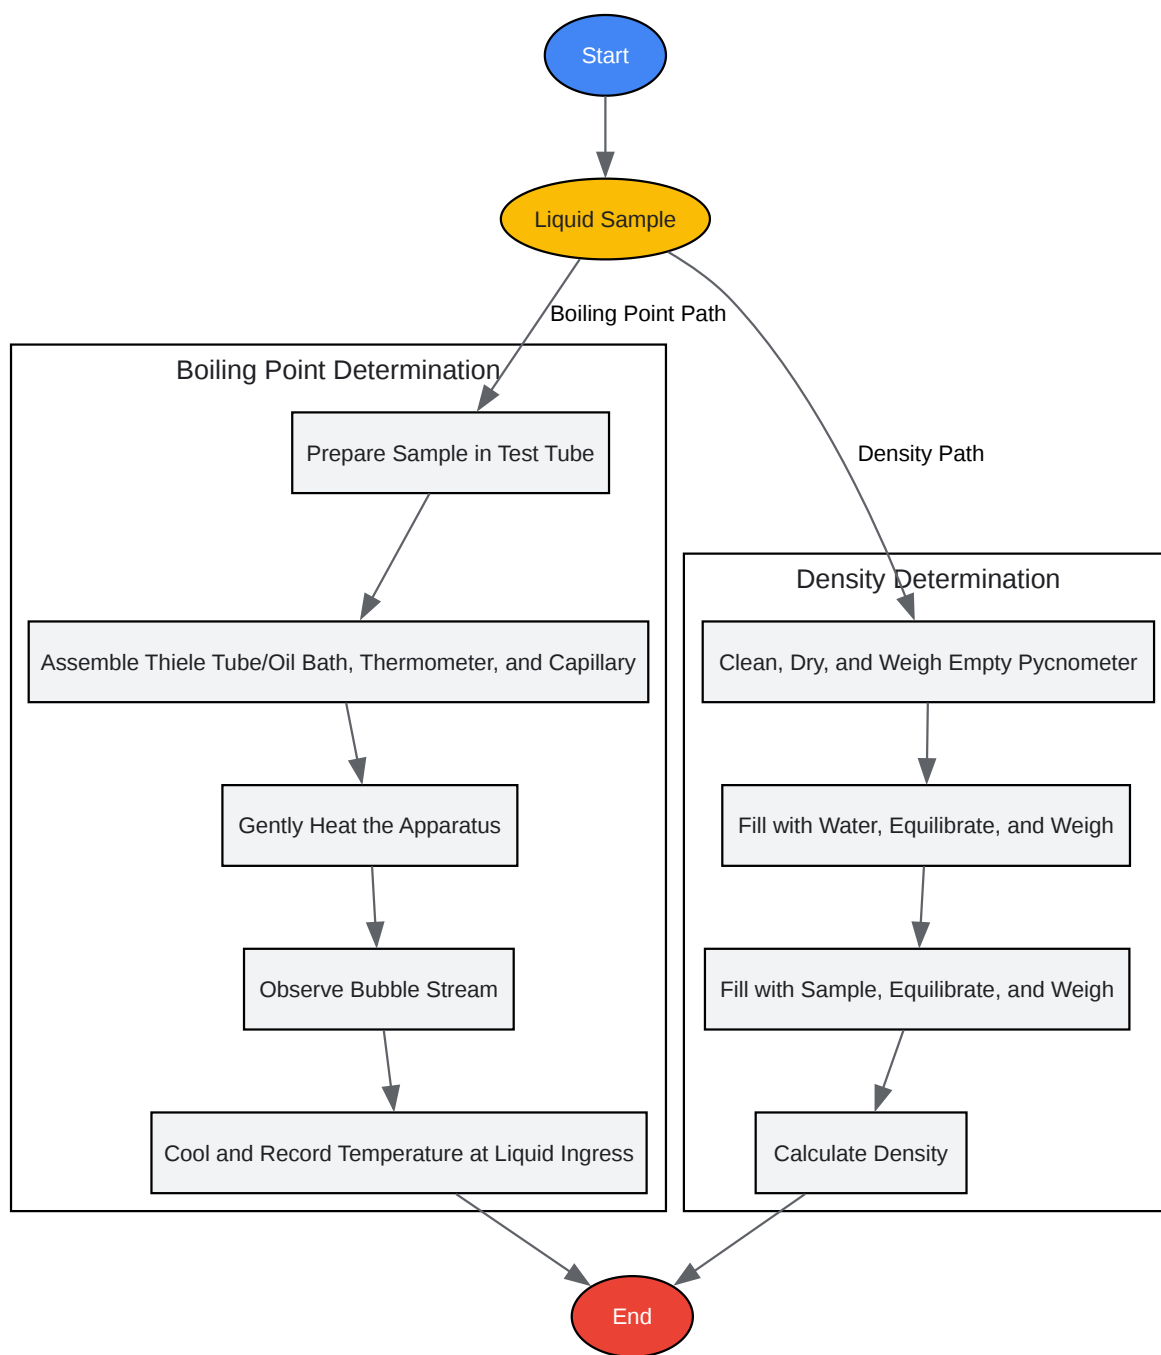 Start
Liquid Sample
Boiling Point Path
Boiling Point Determination
Prepare Sample in Test Tube
Assemble Thiele Tube/Oil Bath, Thermometer, and Capillary
Gently Heat the Apparatus
Observe Bubble Stream
Cool and Record Temperature at Liquid Ingress
Density Path
Density Determination
Clean, Dry, and Weigh Empty Pycnometer
Fill with Water, Equilibrate, and Weigh
Fill with Sample, Equilibrate, and Weigh
Calculate Density
End